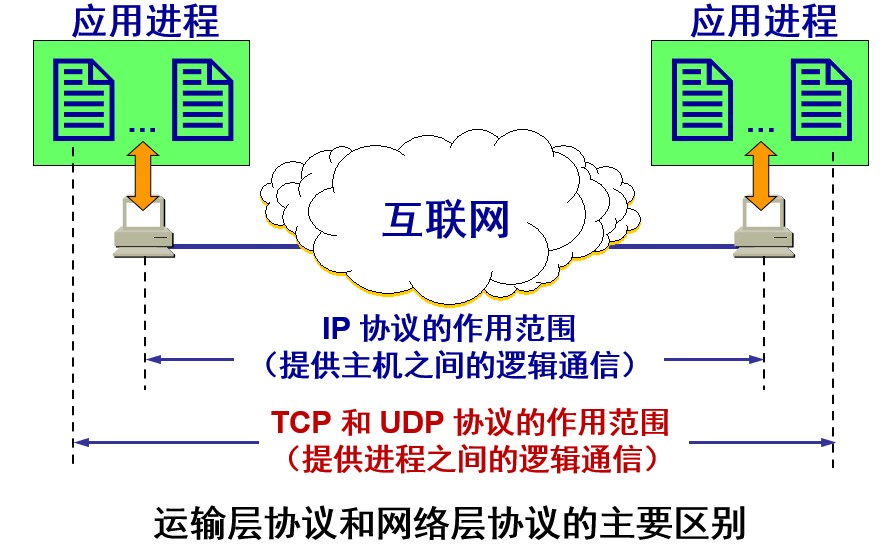 应用进程
应用进程
...
...
互联网
IP 协议的作用范围
（提供主机之间的逻辑通信）
TCP 和 UDP 协议的作用范围
（提供进程之间的逻辑通信）
运输层协议和网络层协议的主要区别